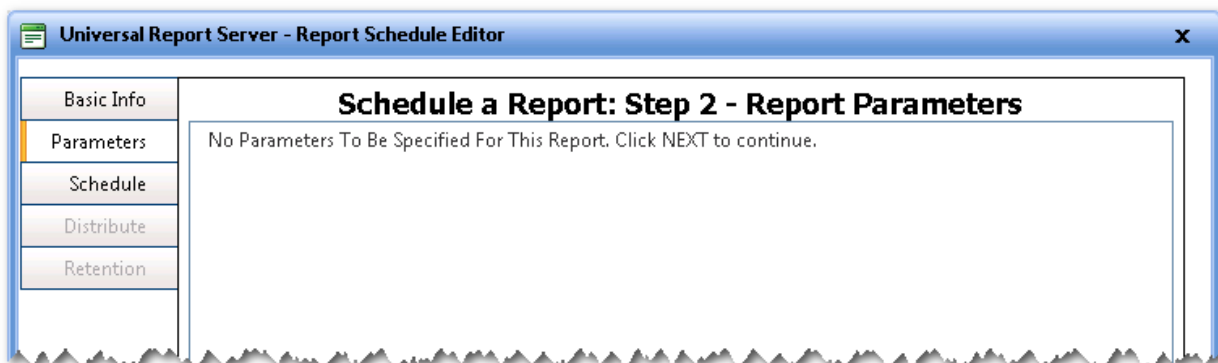 Universal Report Server - Report Schedule Editor
x
Basic Info
Parameters
Schedule
Distribute
Retention
Schedule a Report: Step 2 - Report Parameters
No Parameters To Be Specified For This Report. Click NEXT to continue.